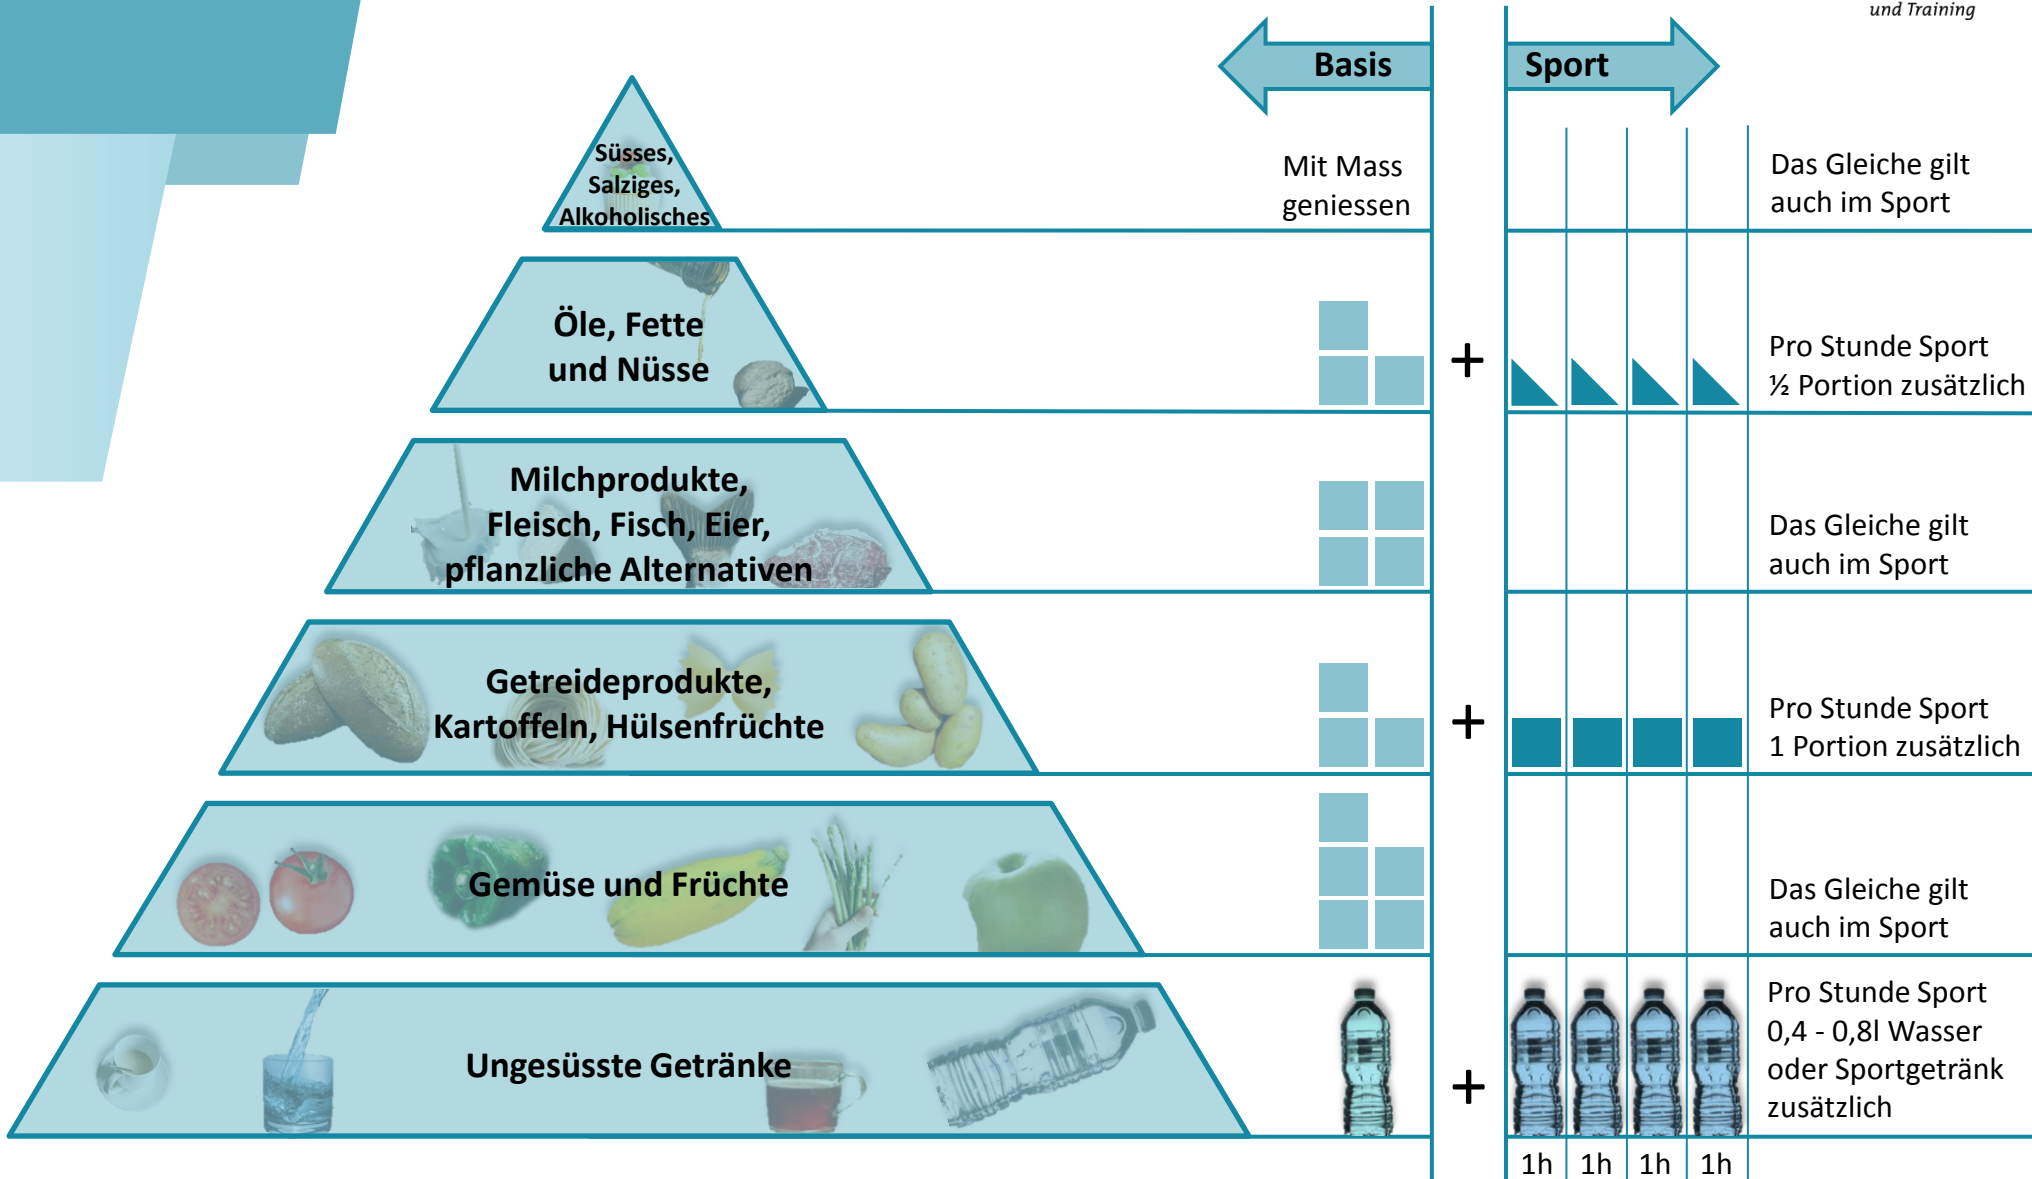 und Training
Basis
Sport
Süsses,
Salziges,
Alkoholisches
Mit Mass
geniessen
Das Gleiche gilt
auch im Sport
Öle, Fette
und Nüsse
+
Pro Stunde Sport
½ Portion zusätzlich
Milchprodukte,
Fleisch, Fisch, Eier,
pflanzliche Alternativen
Das Gleiche gilt
auch im Sport
Getreideprodukte,
Kartoffeln, Hülsenfrüchte
+
Pro Stunde Sport
1 Portion zusätzlich
Gemüse und Früchte
Das Gleiche gilt
auch im Sport
Ungesüsste Getränke
+
Pro Stunde Sport
0,4 - 0,8l Wasser
oder Sportgetränk
zusätzlich
1h 1h 1h 1h